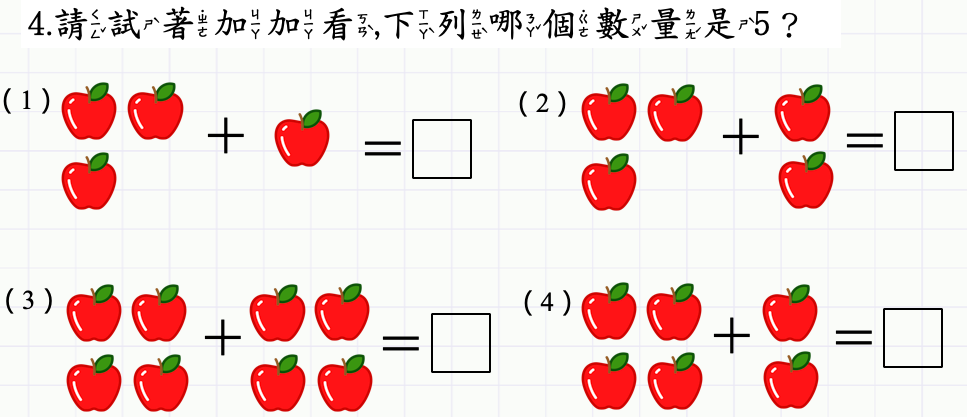 4.請試著加加看,下列哪個數量是5？
(1) + = □
(2) + = □
(3) + = □
(4) + = □